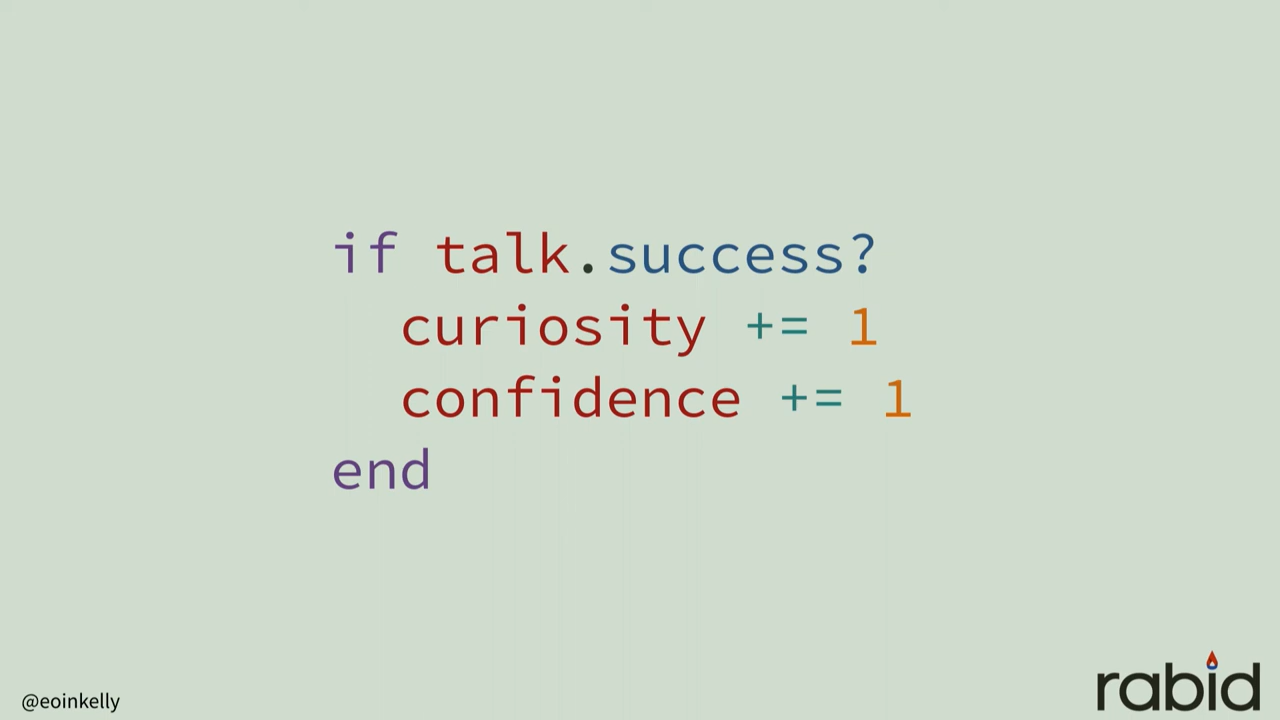 if talk.success?
  curiosity += 1
  confidence += 1
end
@eoinkelly
rabid